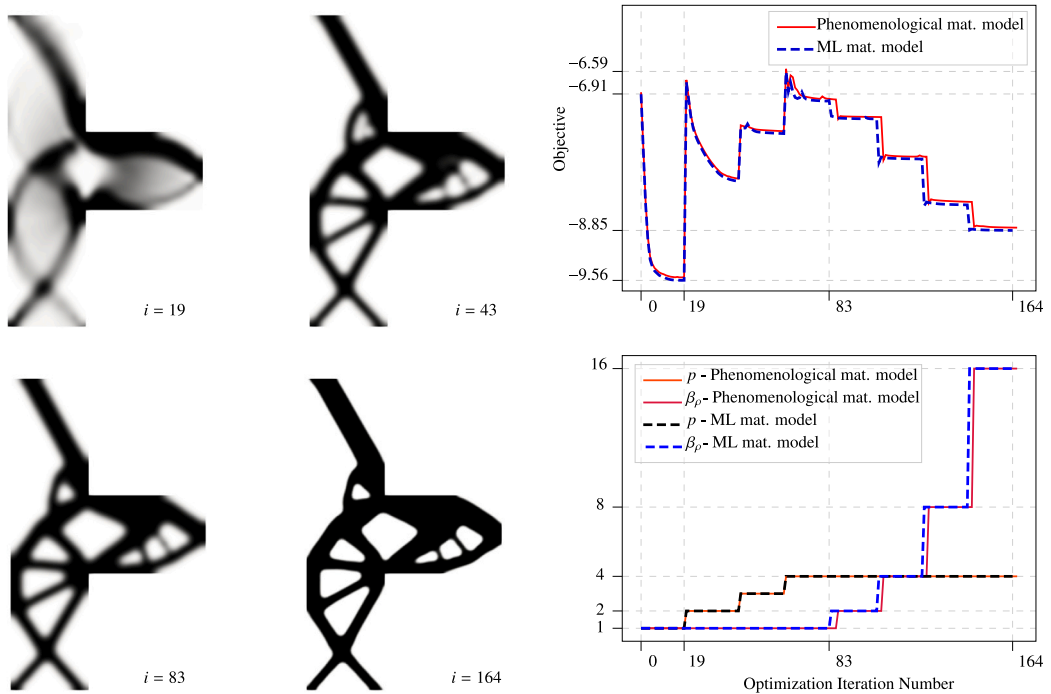 i = 19
i = 43
i = 83
i = 164
Phenomenological mat. model
ML mat. model
Objective
−6.59
−6.91
−8.85
−9.56
0 19 83 164
p - Phenomenological mat. model
βρ- Phenomenological mat. model
p - ML mat. model
βρ- ML mat. model
16
8
4
2
1
0 19 83 164
Optimization Iteration Number